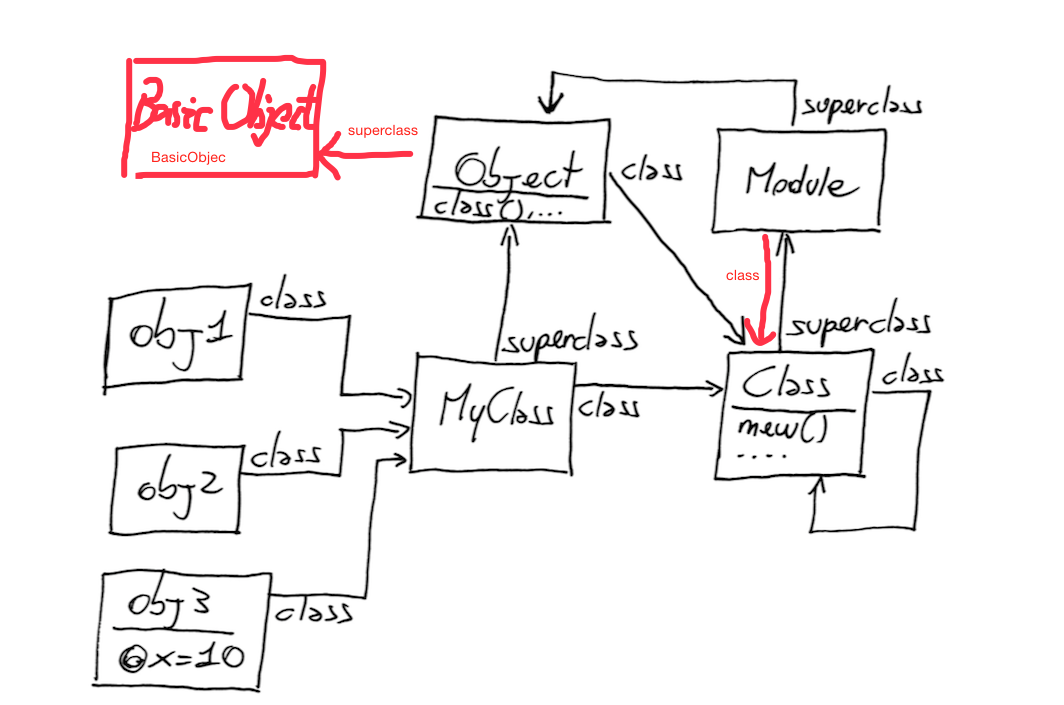 Basic Object
BasicObjec
superclass
superclass
Object
class(),...
class
Module
class
superclass
class
obj1
superclass
MyClass
class
Class
new()
....
class
class
obj2
class
obj3
@x=10